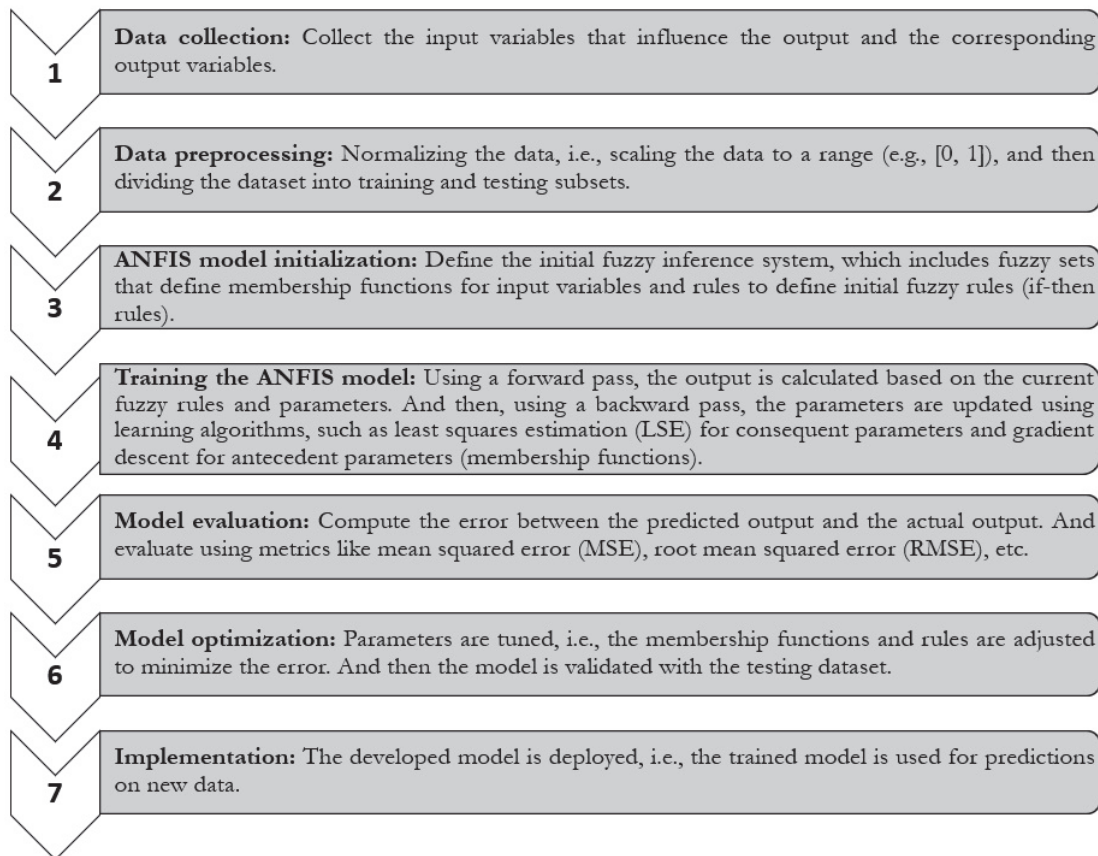 1
Data collection: Collect the input variables that influence the output and the corresponding
output variables.
2
Data preprocessing: Normalizing the data, i.e., scaling the data to a range (e.g., [0, 1]), and then
dividing the dataset into training and testing subsets.
3
ANFIS model initialization: Define the initial fuzzy inference system, which includes fuzzy sets
that define membership functions for input variables and rules to define initial fuzzy rules (if-then
rules).
4
Training the ANFIS model: Using a forward pass, the output is calculated based on the current
fuzzy rules and parameters. And then, using a backward pass, the parameters are updated using
learning algorithms, such as least squares estimation (LSE) for consequent parameters and gradient
descent for antecedent parameters (membership functions).
5
Model evaluation: Compute the error between the predicted output and the actual output. And
evaluate using metrics like mean squared error (MSE), root mean squared error (RMSE), etc.
6
Model optimization: Parameters are tuned, i.e., the membership functions and rules are adjusted
to minimize the error. And then the model is validated with the testing dataset.
7
Implementation: The developed model is deployed, i.e., the trained model is used for predictions
on new data.